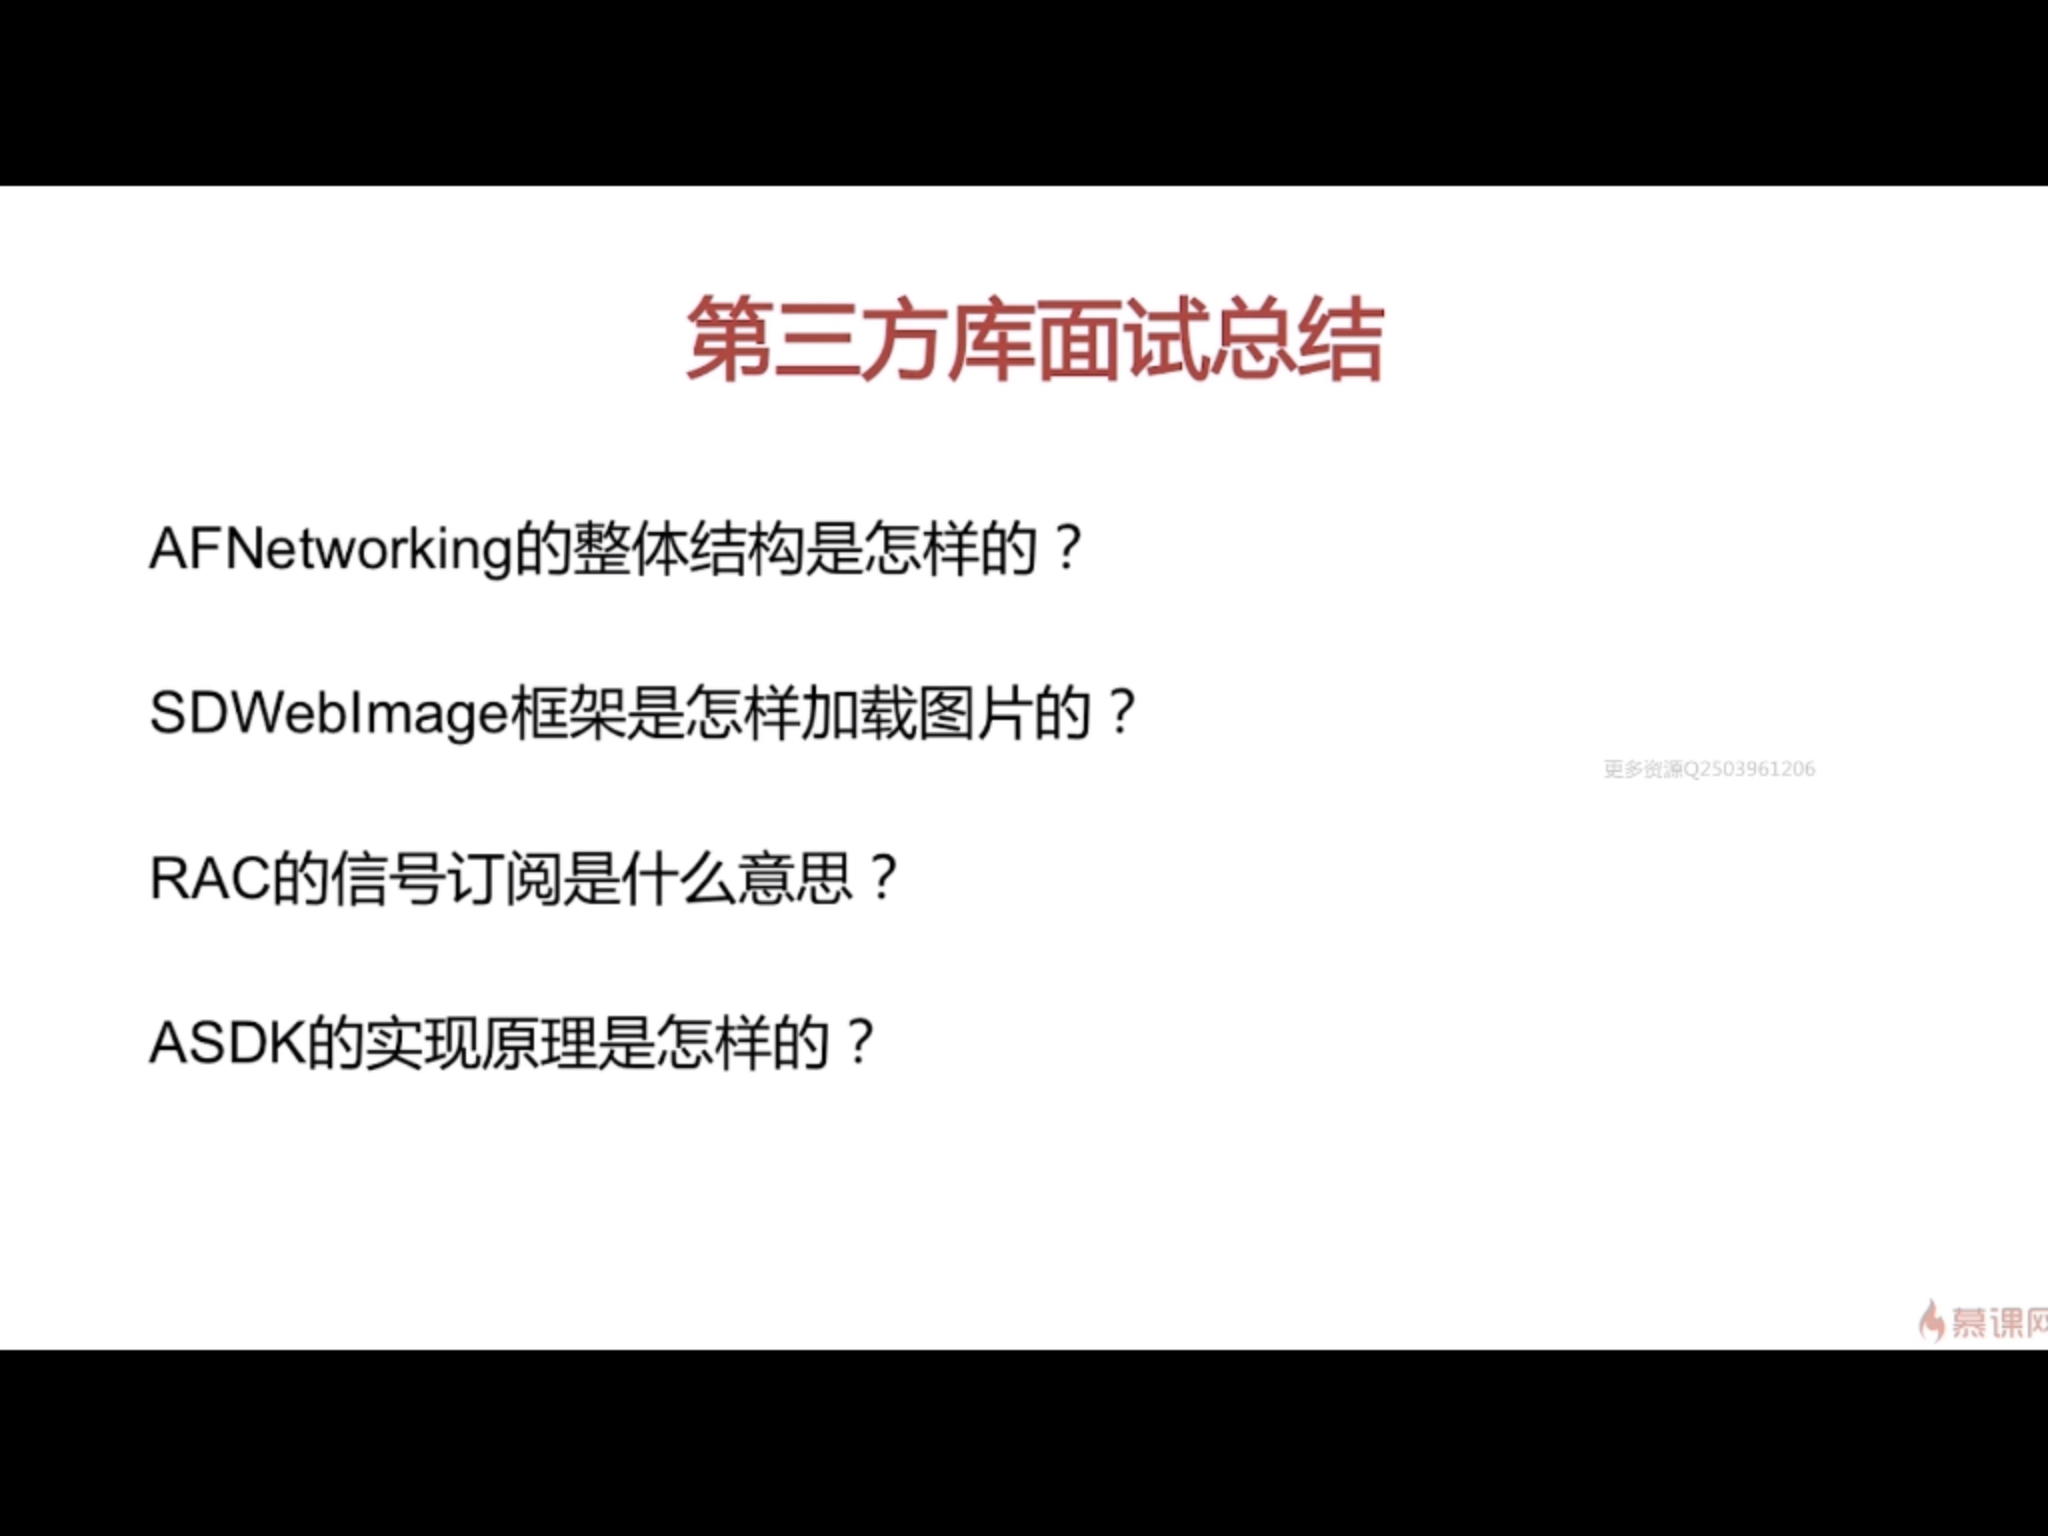 第三方库面试总结
AFNetworking的整体结构是怎样的？
SDWebImage框架是怎样加载图片的？
更多资源Q2503961206
RAC的信号订阅是什么意思？
ASDK的实现原理是怎样的？
慕课网